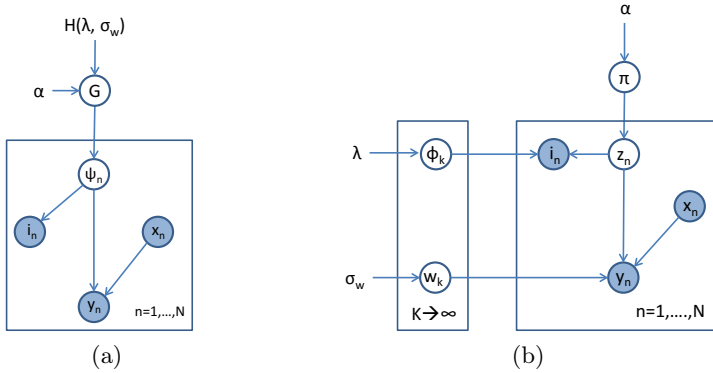 H(λ, σw)
G
α
ψn
in
xn
yn
n=1,...,N
(a)
α
π
λ
ϕk
in
zn
xn
σw
wk
yn
K→∞
n=1,....,N
(b)